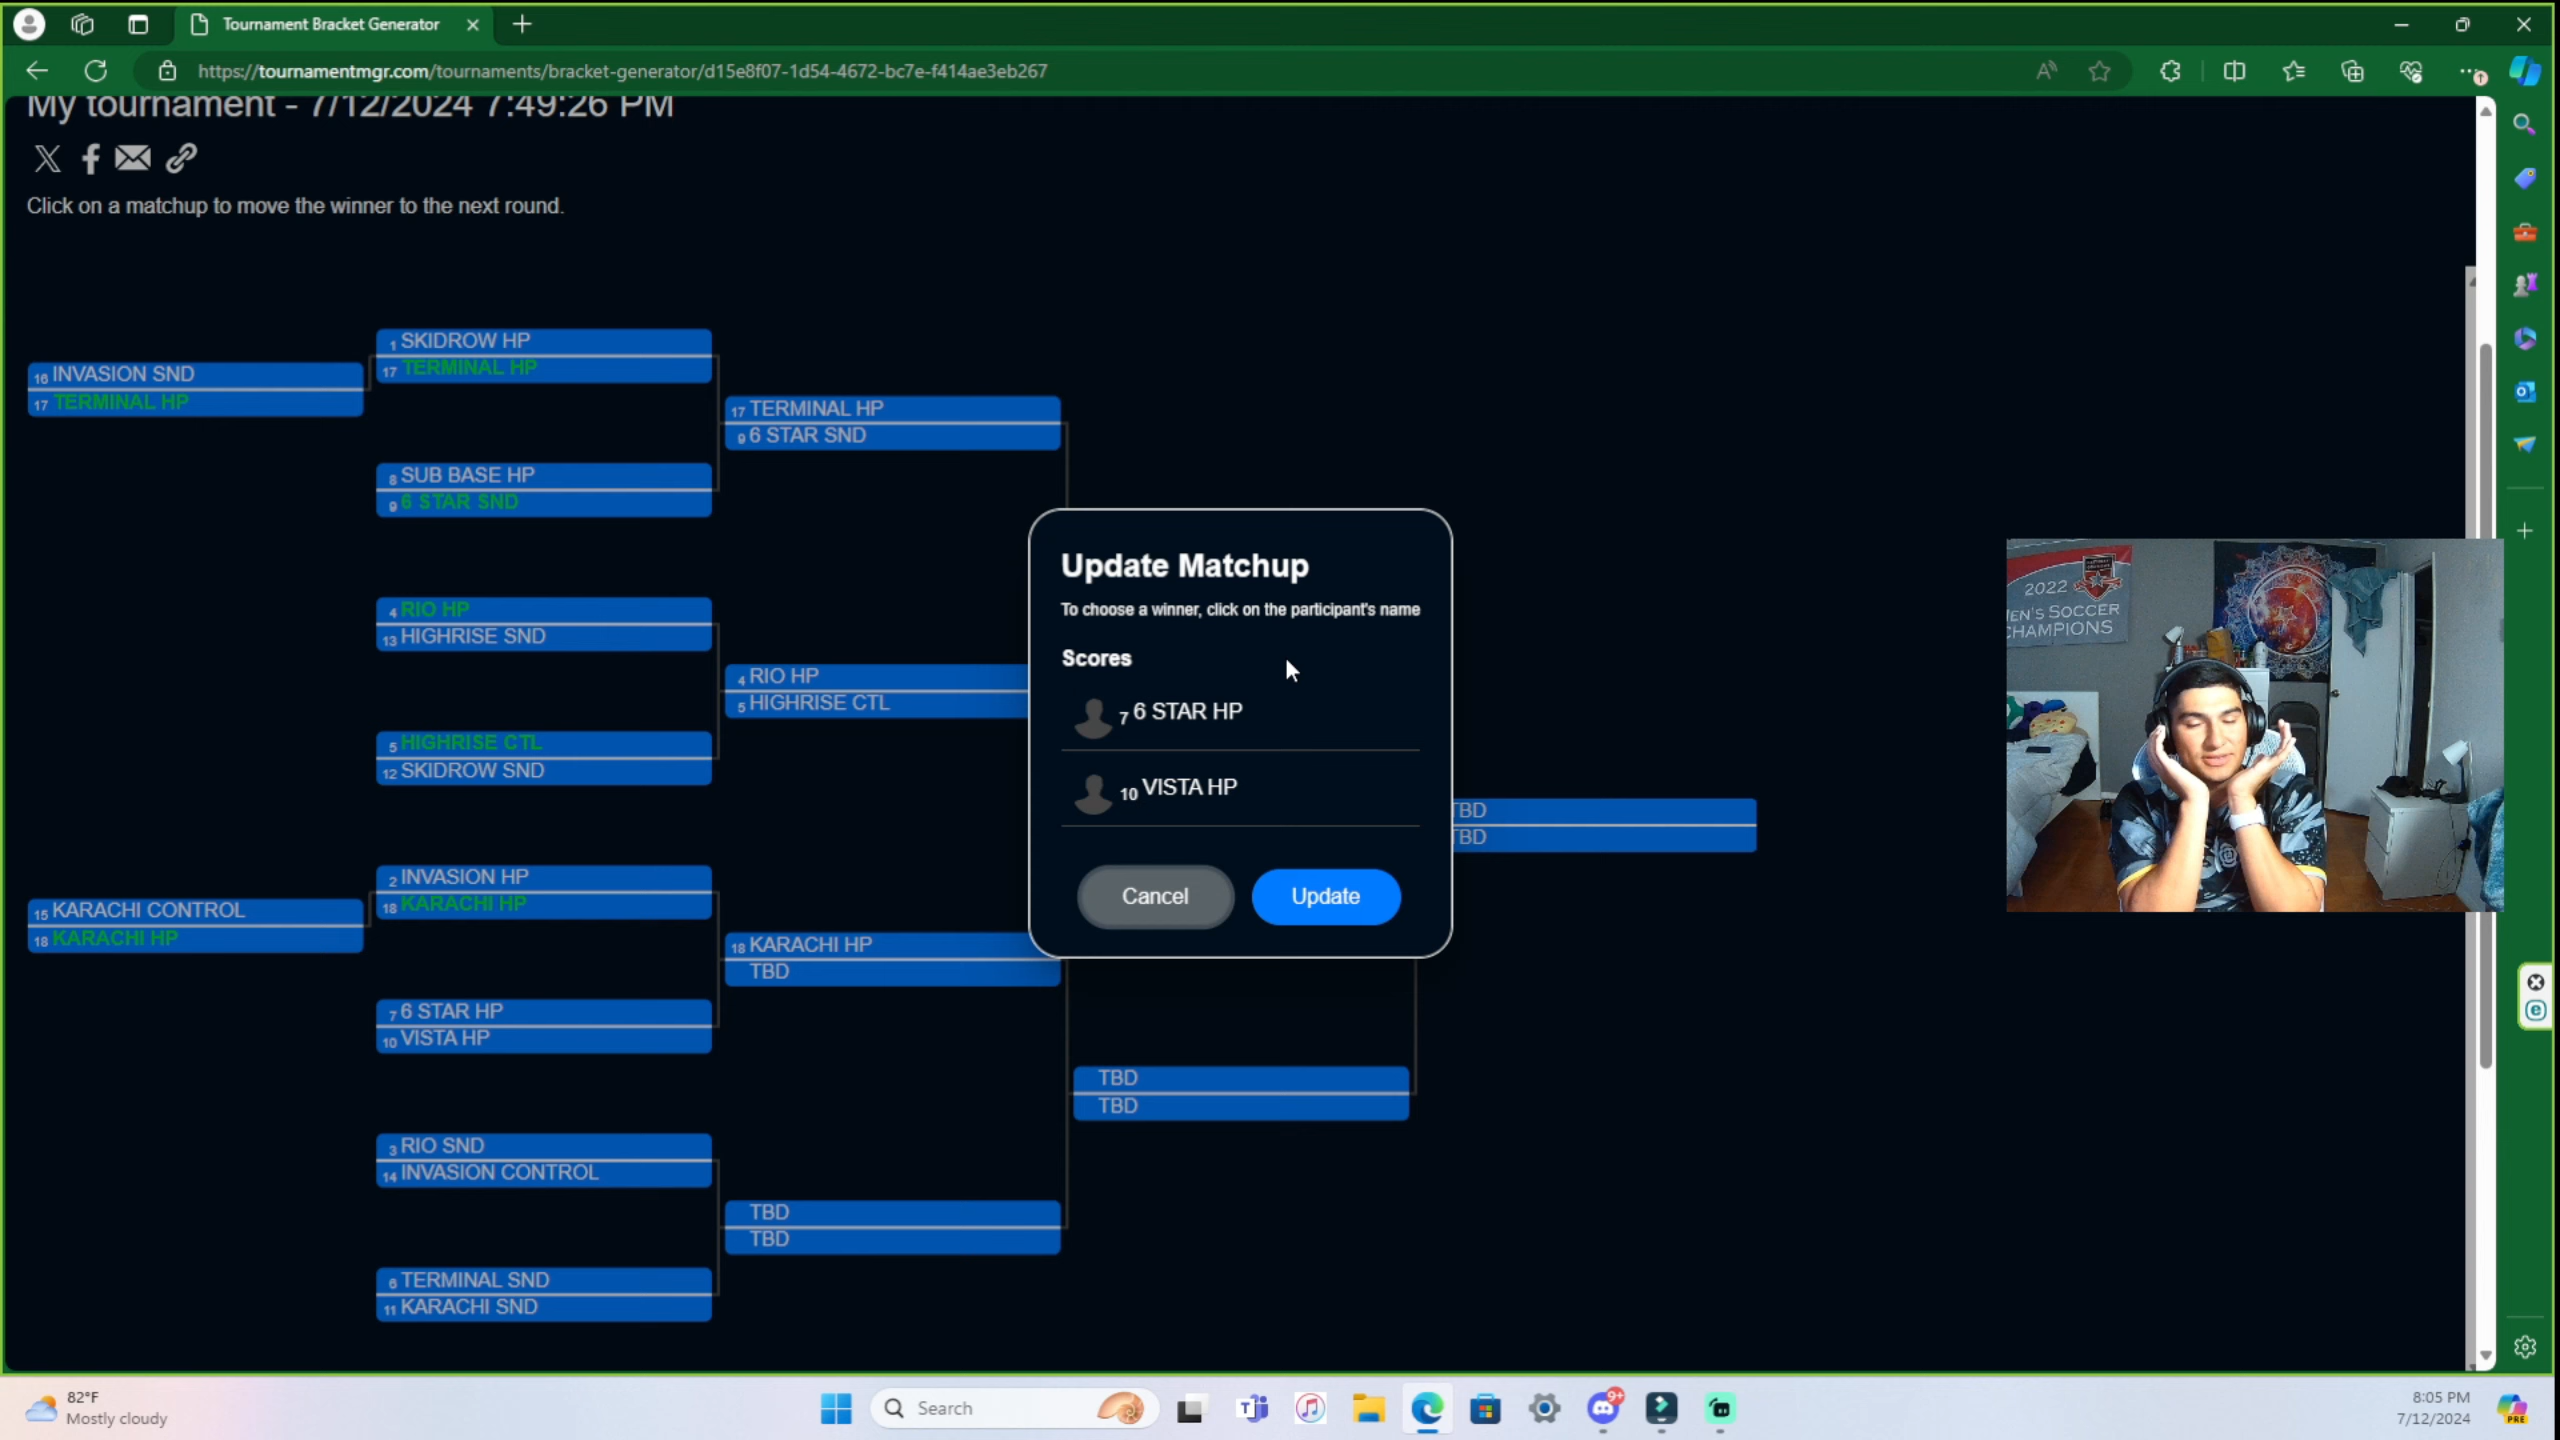 Tournament Bracket Generator
https://tournamentmgr.com/tournaments/bracket-generator/d15e8f07-1d54-4672-bc7e-f414ae3eb267
My tournament - 7/12/2024 7:49:26 PM
Click on a matchup to move the winner to the next round.
16 INVASION SND
17 TERMINAL HP
1 SKIDROW HP
17 TERMINAL HP
8 SUB BASE HP
9 6 STAR SND
17 TERMINAL HP
9 6 STAR SND
4 RIO HP
13 HIGHRISE SND
5 HIGHRISE CTL
12 SKIDROW SND
4 RIO HP
5 HIGHRISE CTL
15 KARACHI CONTROL
18 KARACHI HP
2 INVASION HP
18 KARACHI HP
7 6 STAR HP
10 VISTA HP
18 KARACHI HP
TBD
3 RIO SND
14 INVASION CONTROL
6 TERMINAL SND
11 KARACHI SND
TBD
TBD
TBD
TBD
TBD
TBD
Update Matchup
To choose a winner, click on the participant's name
Scores
7 6 STAR HP
10 VISTA HP
Cancel
Update
2022
EN'S SOCCER
CHAMPIONS
82°F
Mostly cloudy
Search
9+
8:05 PM
7/12/2024
PRE